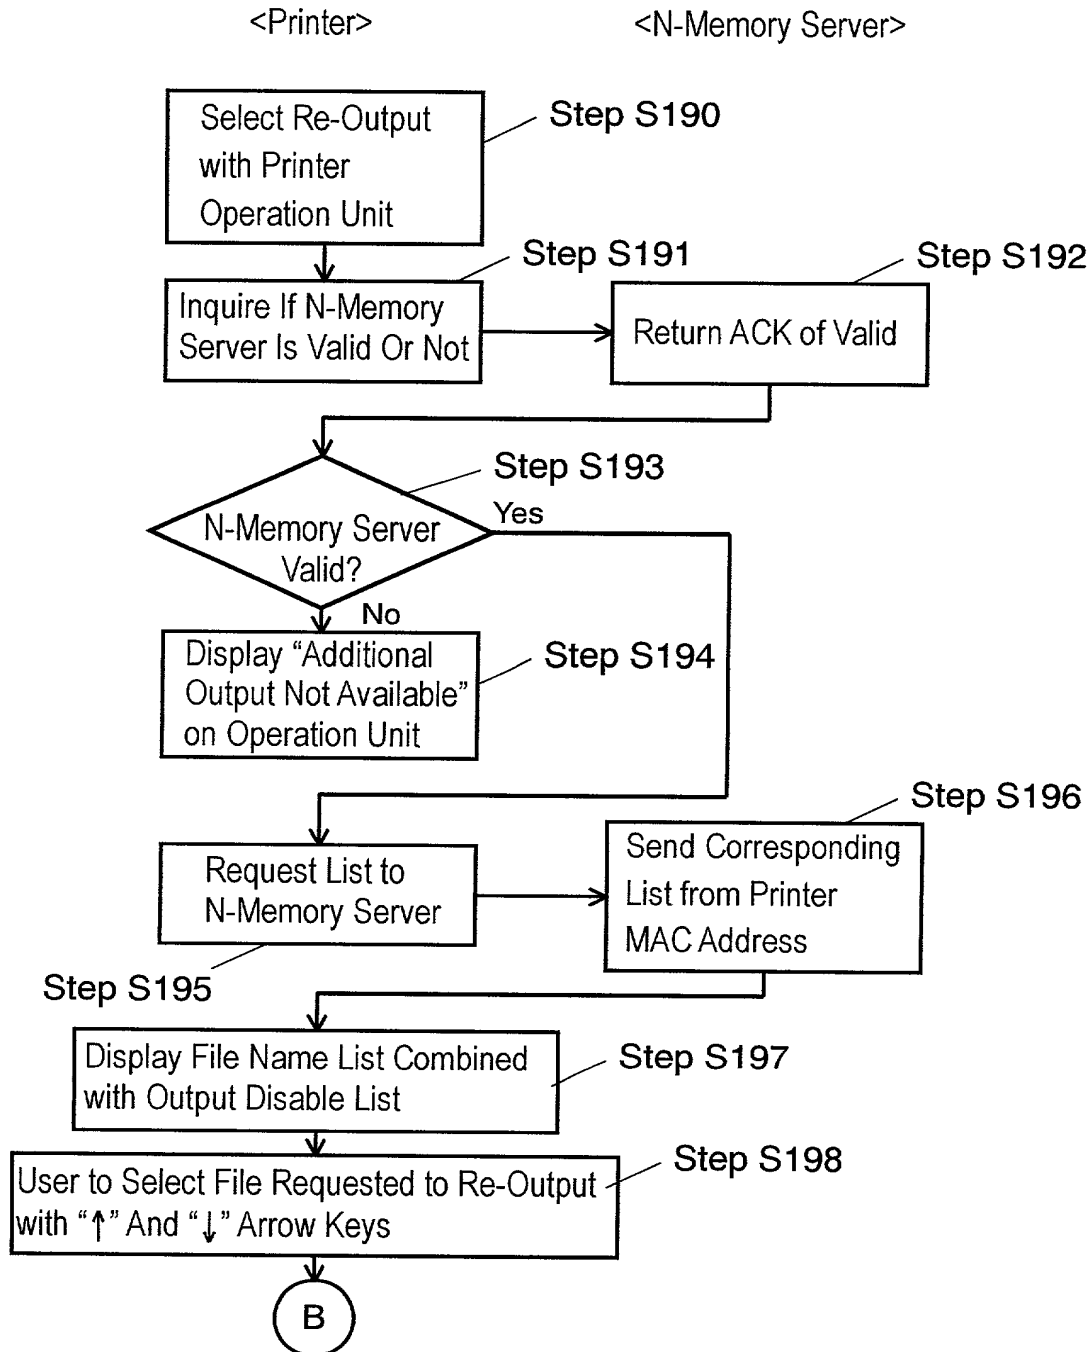 <Printer>
<N-Memory Server>
Select Re-Output
with Printer
Operation Unit
Step S190
Step S191
Step S192
Inquire If N-Memory
Server Is Valid Or Not
Return ACK of Valid
Step S193
N-Memory Server
Valid?
Yes
No
Display “Additional
Output Not Available”
on Operation Unit
Step S194
Step S196
Request List to
N-Memory Server
Send Corresponding
List from Printer
MAC Address
Step S195
Display File Name List Combined
with Output Disable List
Step S197
User to Select File Requested to Re-Output
with “↑” And “↓” Arrow Keys
Step S198
B